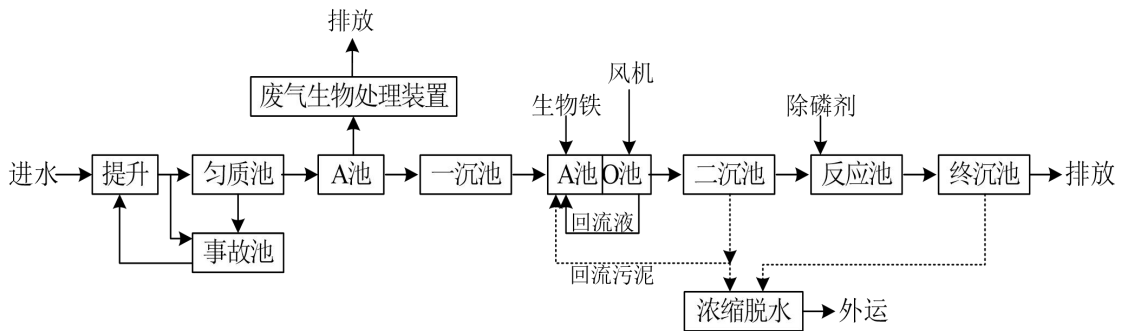 排放
废气生物处理装置
风机
生物铁
除磷剂
进水
提升
匀质池
A池
一沉池
A池
O池
二沉池
反应池
终沉池
排放
回流液
事故池
回流污泥
浓缩脱水
外运